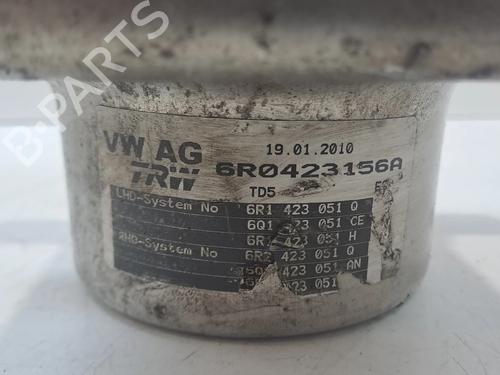 B-PARTS
VW AG 19.01.2010
TRW 6R0423156A
TD5
LHD-System No 6R1 423 051 Q
6Q1 423 051 CE
423 051 H
RHD-System No 6R2 423 051 Q
423 051 AN
423 051